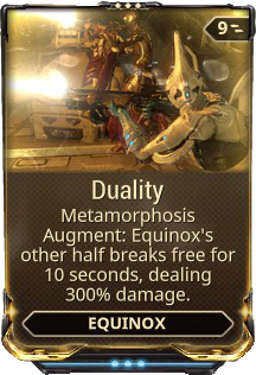 9
Duality
Metamorphosis
Augment: Equinox's
other half breaks free for
10 seconds, dealing
300% damage.
EQUINOX